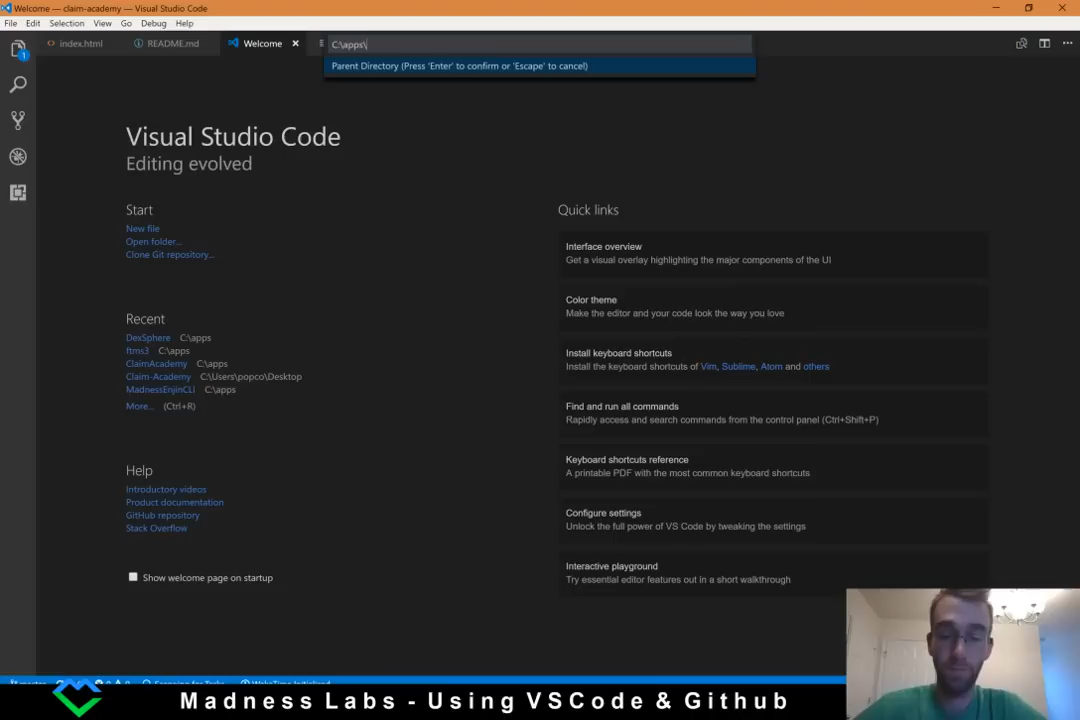 Welcome — claim-academy — Visual Studio Code
File Edit Selection View Go Debug Help
index.html README.md Welcome
C:\apps\
Parent Directory (Press 'Enter' to confirm or 'Escape' to cancel)
1
Visual Studio Code
Editing evolved
Start
New file
Open folder...
Clone Git repository...
Recent
DexSphere C:\apps
ftms3 C:\apps
ClaimAcademy C:\apps
Claim-Academy C:\Users\popco\Desktop
MadnessEnjinCLI C:\apps
More... (Ctrl+R)
Help
Introductory videos
Product documentation
GitHub repository
Stack Overflow
Show welcome page on startup
Quick links
Interface overview
Get a visual overlay highlighting the major components of the UI
Color theme
Make the editor and your code look the way you love
Install keyboard shortcuts
Install the keyboard shortcuts of Vim, Sublime, Atom and others
Find and run all commands
Rapidly access and search commands from the control panel (Ctrl+Shift+P)
Keyboard shortcuts reference
A printable PDF with the most common keyboard shortcuts
Configure settings
Unlock the full power of VS Code by tweaking the settings
Interactive playground
Try essential editor features out in a short walkthrough
Madness Labs - Using VSCode & Github